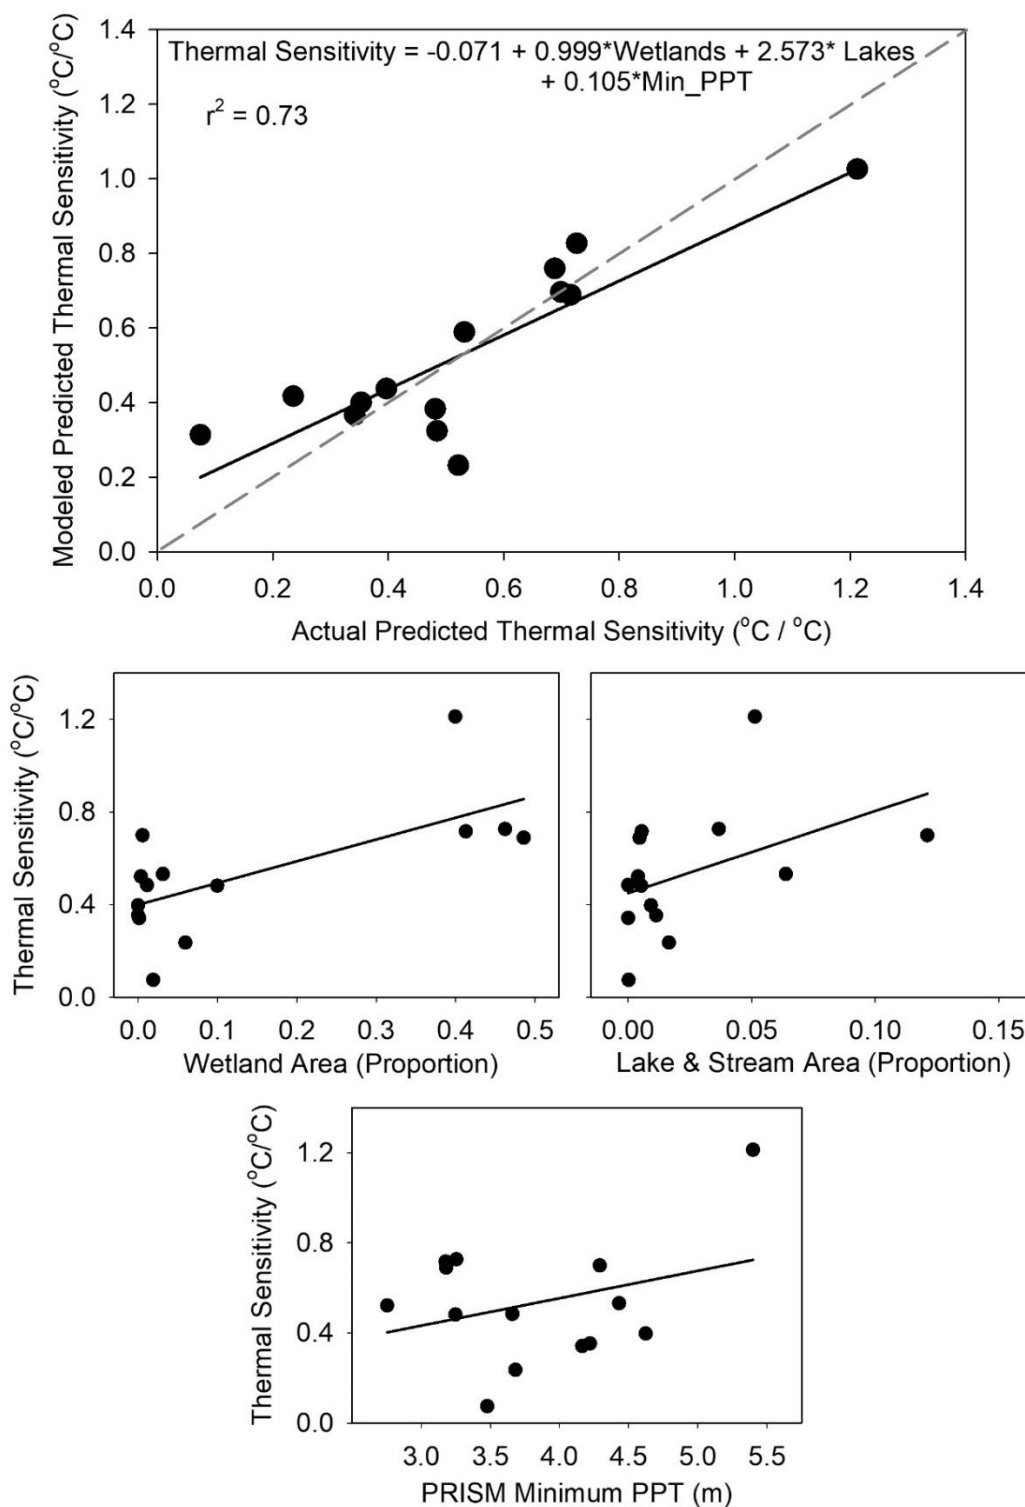 Thermal Sensitivity = -0.071 + 0.999*Wetlands + 2.573* Lakes
+ 0.105*Min_PPT
r² = 0.73
Modeled Predicted Thermal Sensitivity (°C/°C)
1.4
1.2
1.0
0.8
0.6
0.4
0.2
0.0
0.0 0.2 0.4 0.6 0.8 1.0 1.2 1.4
Actual Predicted Thermal Sensitivity (°C / °C)
Thermal Sensitivity (°C/°C)
1.2
0.8
0.4
0.0
0.0 0.1 0.2 0.3 0.4 0.5
Wetland Area (Proportion)
0.00 0.05 0.10 0.15
Lake & Stream Area (Proportion)
Thermal Sensitivity (°C/°C)
1.2
0.8
0.4
0.0
3.0 3.5 4.0 4.5 5.0 5.5
PRISM Minimum PPT (m)